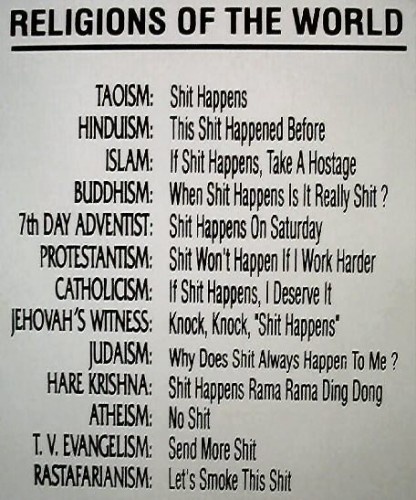 RELIGIONS OF THE WORLD
TAOISM: Shit Happens
HINDUISM: This Shit Happened Before
ISLAM: If Shit Happens, Take A Hostage
BUDDHISM: When Shit Happens Is It Really Shit ?
7th DAY ADVENTIST: Shit Happens On Saturday
PROTESTANTISM: Shit Won't Happen If I Work Harder
CATHOLICISM: If Shit Happens, I Deserve It
JEHOVAH'S WITNESS: Knock, Knock, "Shit Happens"
JUDAISM: Why Does Shit Always Happen To Me ?
HARE KRISHNA: Shit Happens Rama Rama Ding Dong
ATHEISM: No Shit
T. V. EVANGELISM: Send More Shit
RASTAFARIANISM: Let's Smoke This Shit